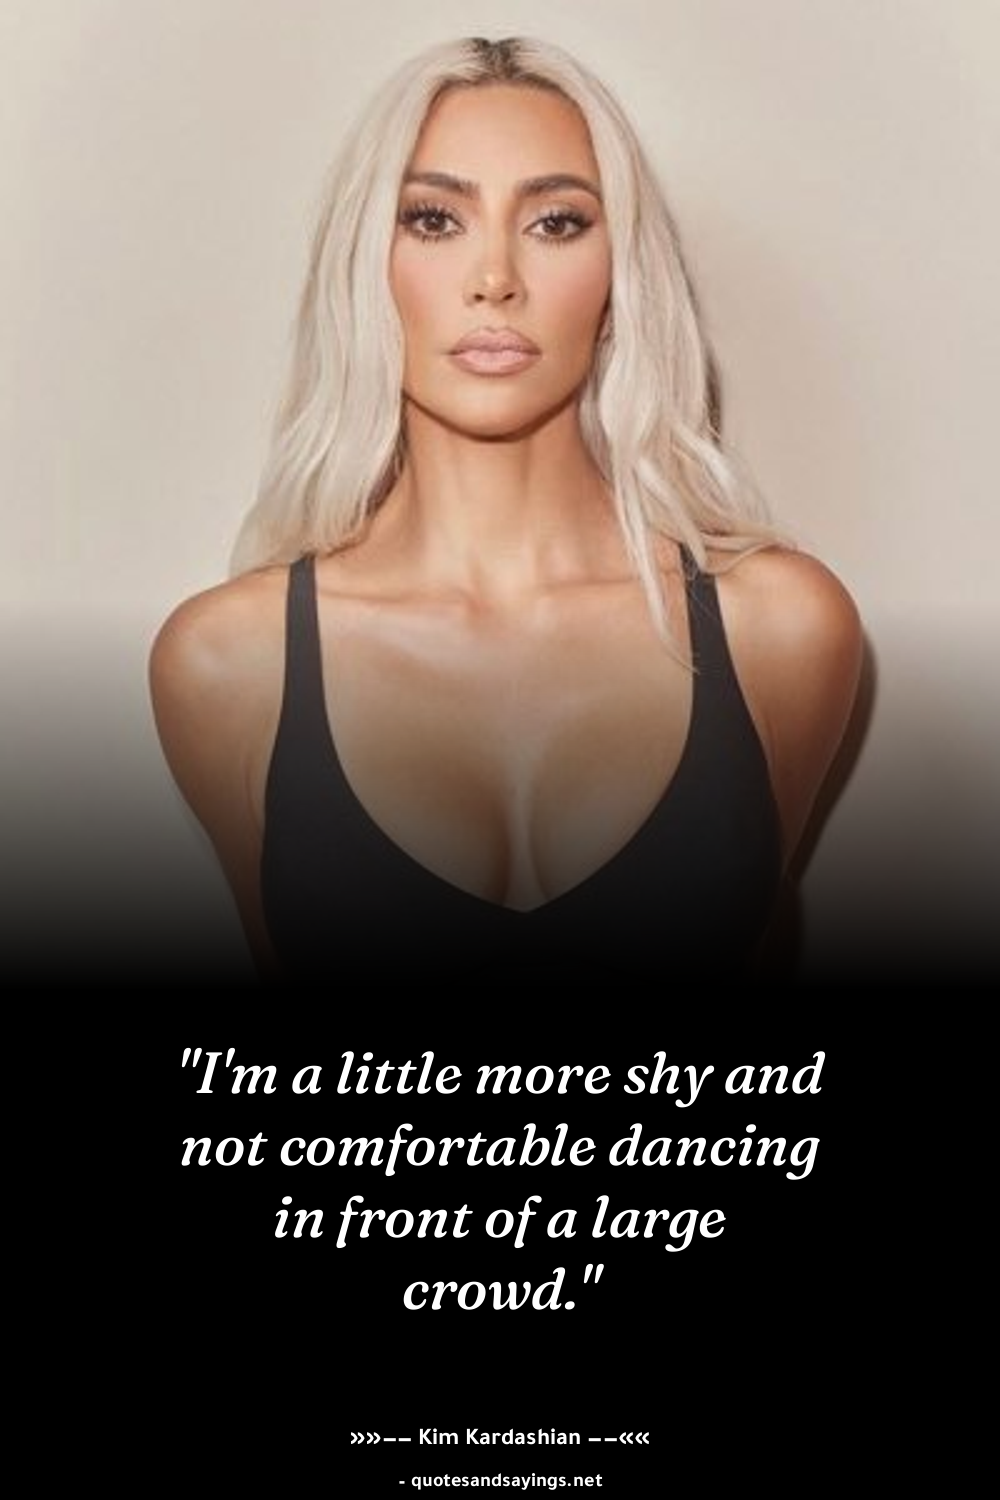 "I'm a little more shy and
not comfortable dancing
in front of a large
crowd."
»»−− Kim Kardashian −−««
- quotesandsayings.net